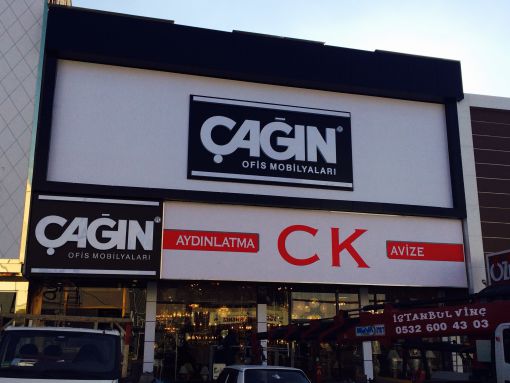 ÇAĞIN
OFİS MOBİLYALARI
ÇAĞIN
OFİS MOBİLYALARI
AYDINLATMA
CK
AVİZE
İSTANBUL VİNÇ
0532 600 43 03